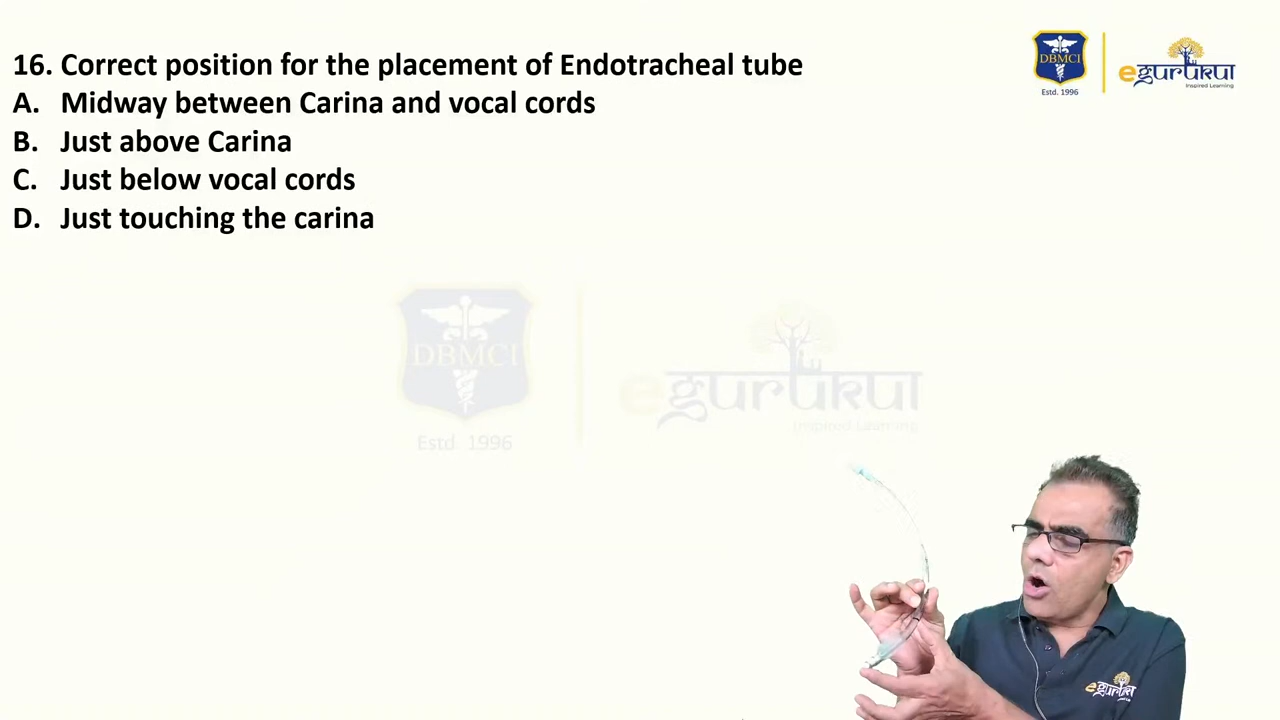 16. Correct position for the placement of Endotracheal tube
A. Midway between Carina and vocal cords
B. Just above Carina
C. Just below vocal cords
D. Just touching the carina
DBMCI
Estd. 1996
egurukul
Inspired Learning
DBMCI
Estd. 1996
egurukul
Inspired Learning
egurukul